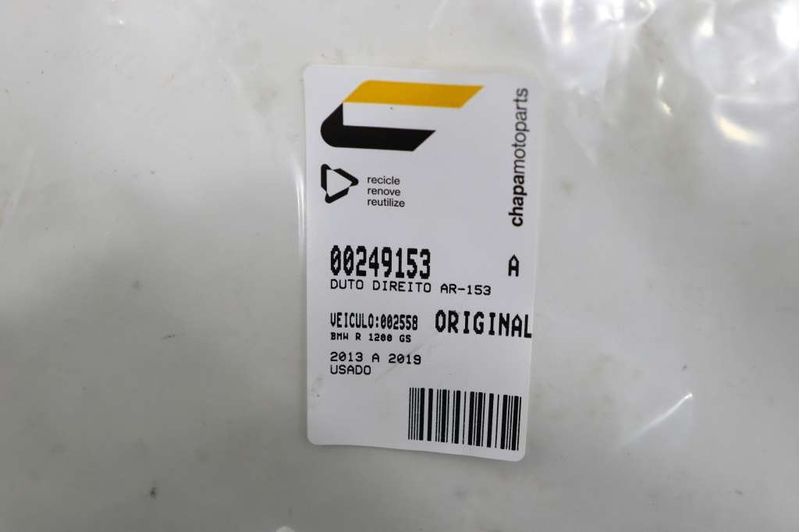 chapamotoparts
recicle
renove
reutilize
00249153 A
DUTO DIREITO AR-153
VEICULO:002558 ORIGINAL
BMW R 1200 GS
2013 A 2019
USADO